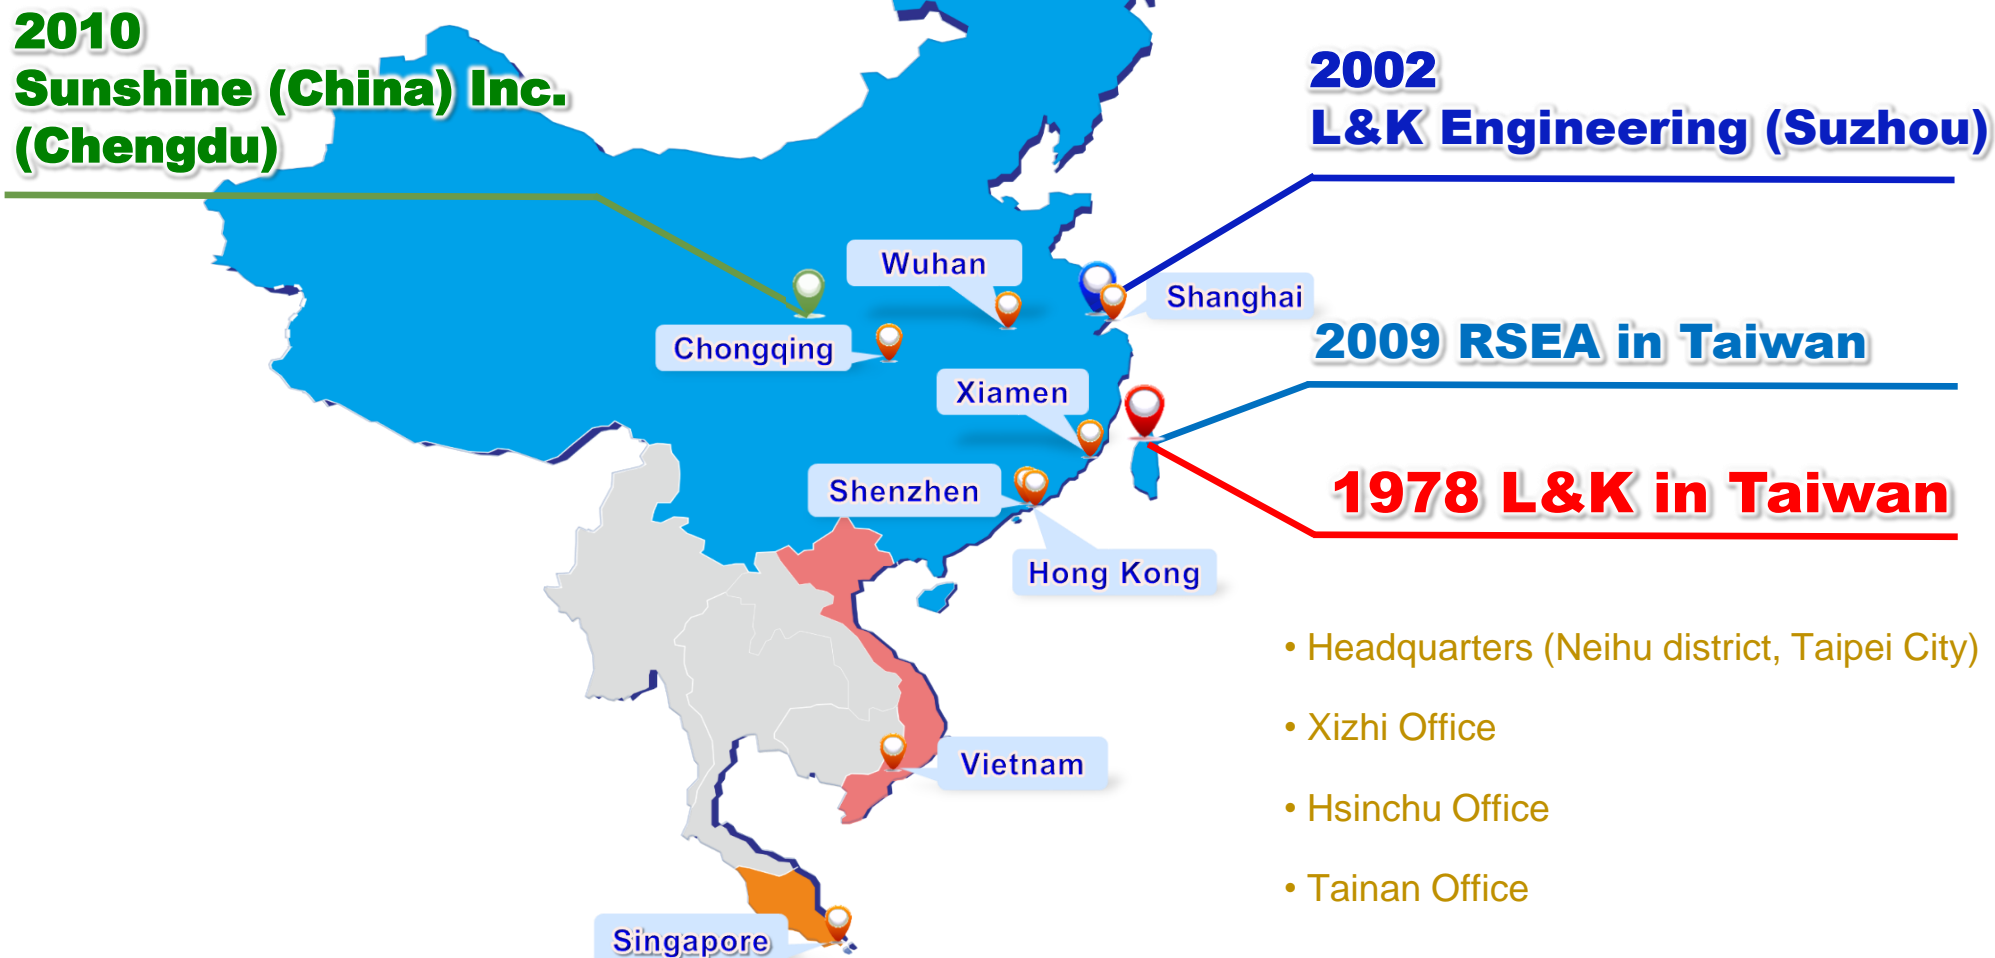 2010
Sunshine (China) Inc.
(Chengdu)
2002
L&K Engineering (Suzhou)
Wuhan
Shanghai
Chongqing
2009 RSEA in Taiwan
Xiamen
Shenzhen
1978 L&K in Taiwan
Hong Kong
• Headquarters (Neihu district, Taipei City)
• Xizhi Office
Vietnam
• Hsinchu Office
• Tainan Office
Singapore